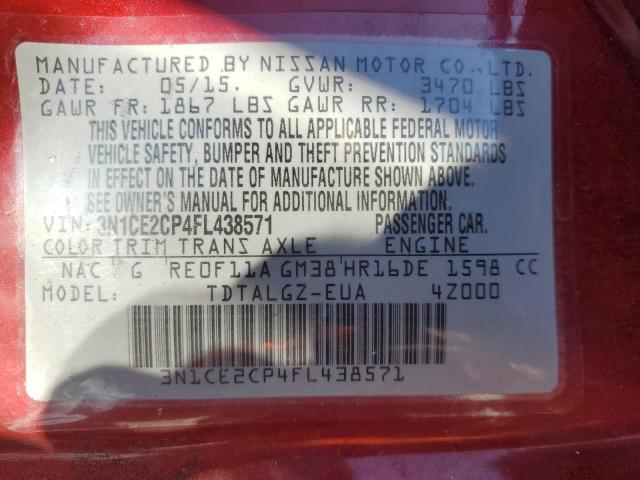 MANUFACTURED BY NISSAN MOTOR CO., LTD.
DATE: 05/15. GVWR: 3470 LBS
GAWR FR: 1867 LBS GAWR RR: 1704 LBS
THIS VEHICLE CONFORMS TO ALL APPLICABLE FEDERAL MOTOR
VEHICLE SAFETY, BUMPER AND THEFT PREVENTION STANDARDS
IN EFFECT ON THE DATE OF MANUFACTURE SHOWN ABOVE.
SEE OWNER'S MANUAL FOR ADDITIONAL INFORMATION.
VIN: 3N1CE2CP4FL438571 PASSENGER CAR.
COLOR TRIM TRANS AXLE ENGINE
NAC G RE0F11A GM38 HR16DE 1598 CC
MODEL: TDTALGZ-EUA 4Z000
3N1CE2CP4FL438571